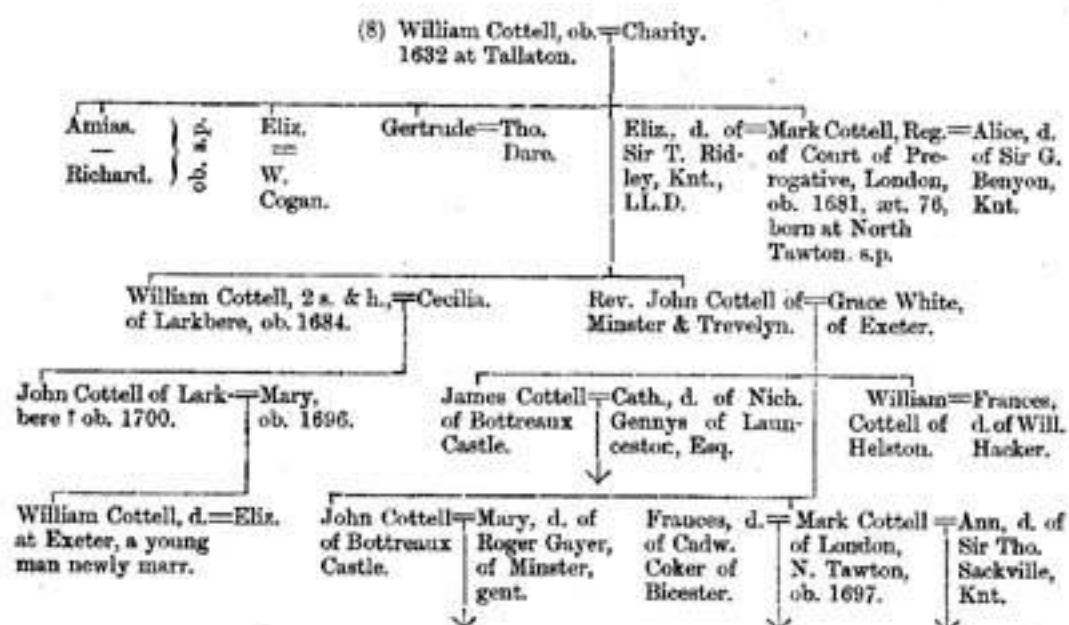 (8) William Cottell, ob. = Charity.
1632 at Tallaton.
Amias.
—
Richard.
ob. s.p.
Eliz.
=
W.
Cogan.
Gertrude = Tho.
Dare.
Eliz., d. of
Sir T. Rid-
ley, Knt.,
LL.D.
= Mark Cottell, Reg. =
of Court of Pre-
rogative, London,
ob. 1681, æt. 76,
born at North
Tawton. s.p.
Alice, d.
of Sir G.
Benyon,
Knt.
William Cottell, 2 s. & h., = Cecilia.
of Larkbere, ob. 1684.
Rev. John Cottell of
Minster & Trevelyn.
= Grace White,
of Exeter.
John Cottell of Lark-
bere † ob. 1700.
= Mary,
ob. 1696.
James Cottell
of Bottreaux
Castle.
= Cath., d. of Nich.
Gennys of Laun-
cestoc, Esq.
William
Cottell of
Helston.
= Frances,
d. of Will.
Hacker.
William Cottell, d. = Eliz.
at Exeter, a young
man newly marr.
John Cottell
of Bottreaux
Castle.
= Mary, d. of
Roger Gayer,
of Minster,
gent.
Frances, d.
of Cadw.
Coker of
Bicester.
= Mark Cottell =
of London,
N. Tawton,
ob. 1697.
Ann, d. of
Sir Tho.
Sackville,
Knt.